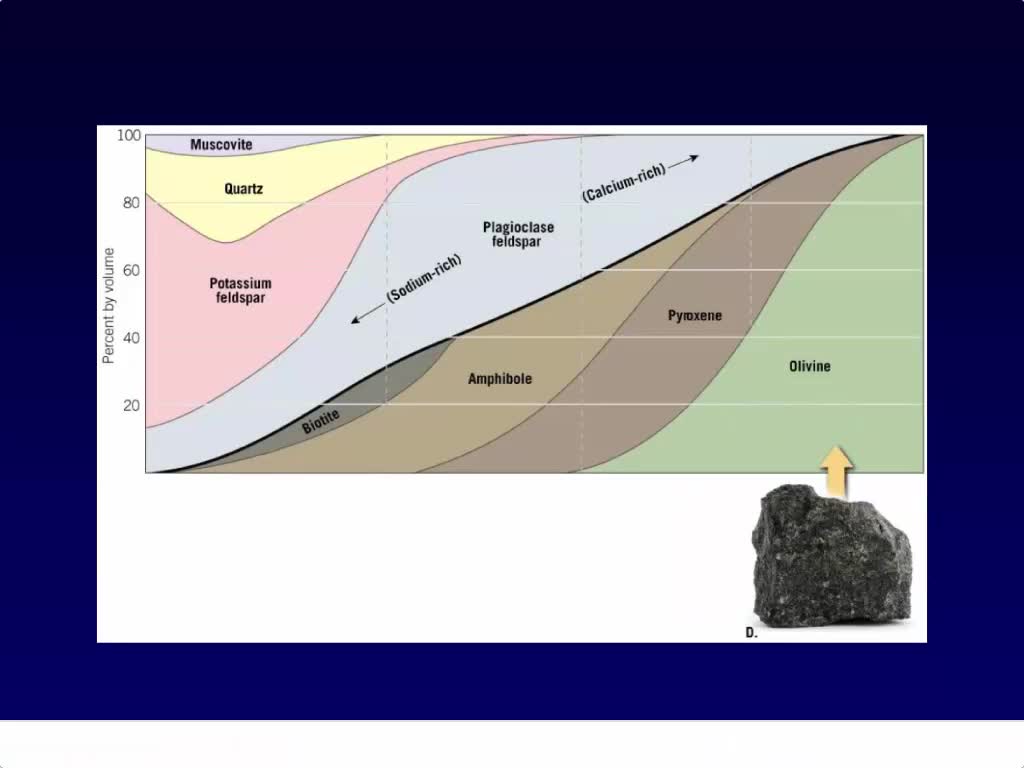 100
Muscovite
Quartz
80
(Calcium-rich)
Plagioclase
feldspar
Percent by volume
60
(Sodium-rich)
Potassium
feldspar
40
Pyroxene
Olivine
Amphibole
20
Biotite
D.